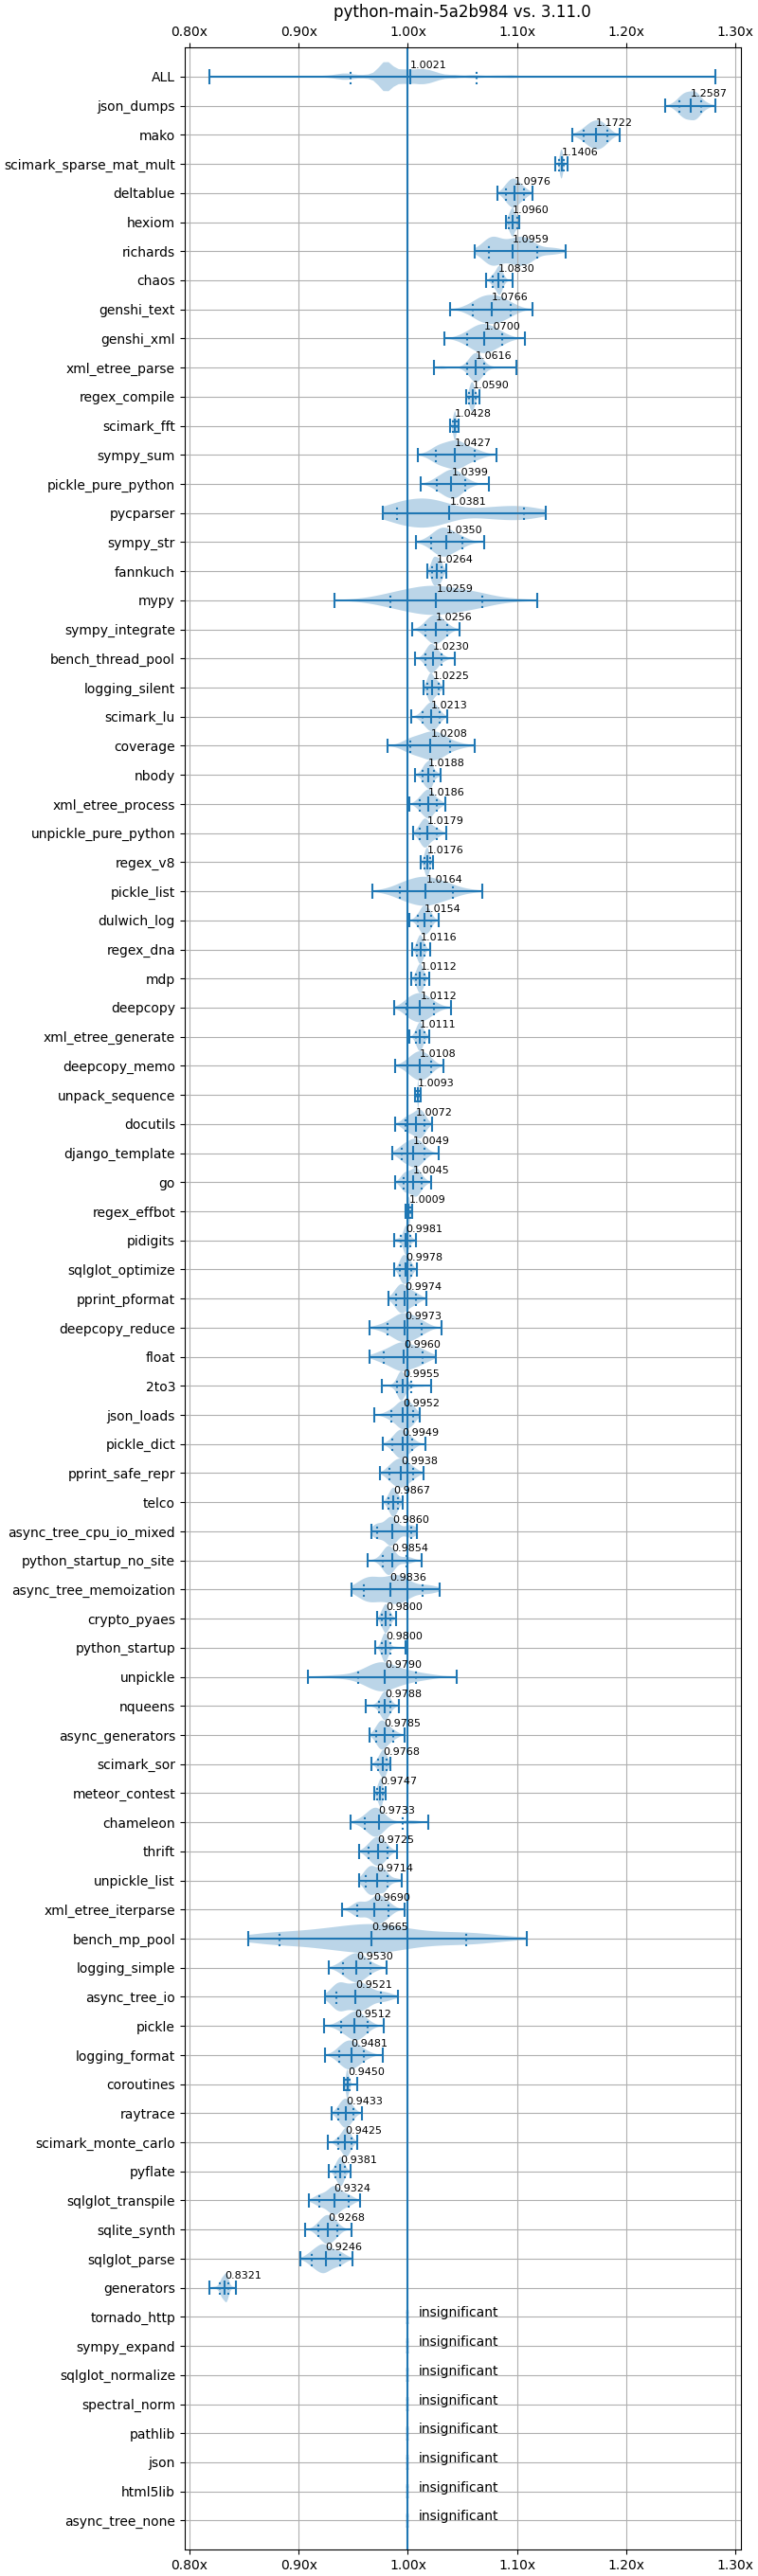 python-main-5a2b984 vs. 3.11.0
0.80x 0.90x 1.00x 1.10x 1.20x 1.30x
ALL 1.0021
json_dumps 1.2587
mako 1.1722
scimark_sparse_mat_mult 1.1406
deltablue 1.0976
hexiom 1.0960
richards 1.0959
chaos 1.0830
genshi_text 1.0766
genshi_xml 1.0700
xml_etree_parse 1.0616
regex_compile 1.0590
scimark_fft 1.0428
sympy_sum 1.0427
pickle_pure_python 1.0399
pycparser 1.0381
sympy_str 1.0350
fannkuch 1.0264
mypy 1.0259
sympy_integrate 1.0256
bench_thread_pool 1.0230
logging_silent 1.0225
scimark_lu 1.0213
coverage 1.0208
nbody 1.0188
xml_etree_process 1.0186
unpickle_pure_python 1.0179
regex_v8 1.0176
pickle_list 1.0164
dulwich_log 1.0154
regex_dna 1.0116
mdp 1.0112
deepcopy 1.0112
xml_etree_generate 1.0111
deepcopy_memo 1.0108
unpack_sequence 1.0093
docutils 1.0072
django_template 1.0049
go 1.0045
regex_effbot 1.0009
pidigits 0.9981
sqlglot_optimize 0.9978
pprint_pformat 0.9974
deepcopy_reduce 0.9973
float 0.9960
2to3 0.9955
json_loads 0.9952
pickle_dict 0.9949
pprint_safe_repr 0.9938
telco 0.9867
async_tree_cpu_io_mixed 0.9860
python_startup_no_site 0.9854
async_tree_memoization 0.9836
crypto_pyaes 0.9800
python_startup 0.9800
unpickle 0.9790
nqueens 0.9788
async_generators 0.9785
scimark_sor 0.9768
meteor_contest 0.9747
chameleon 0.9733
thrift 0.9725
unpickle_list 0.9714
xml_etree_iterparse 0.9690
bench_mp_pool 0.9665
logging_simple 0.9530
async_tree_io 0.9521
pickle 0.9512
logging_format 0.9481
coroutines 0.9450
raytrace 0.9433
scimark_monte_carlo 0.9425
pyflate 0.9381
sqlglot_transpile 0.9324
sqlite_synth 0.9268
sqlglot_parse 0.9246
generators 0.8321
tornado_http insignificant
sympy_expand insignificant
sqlglot_normalize insignificant
spectral_norm insignificant
pathlib insignificant
json insignificant
html5lib insignificant
async_tree_none insignificant
0.80x 0.90x 1.00x 1.10x 1.20x 1.30x